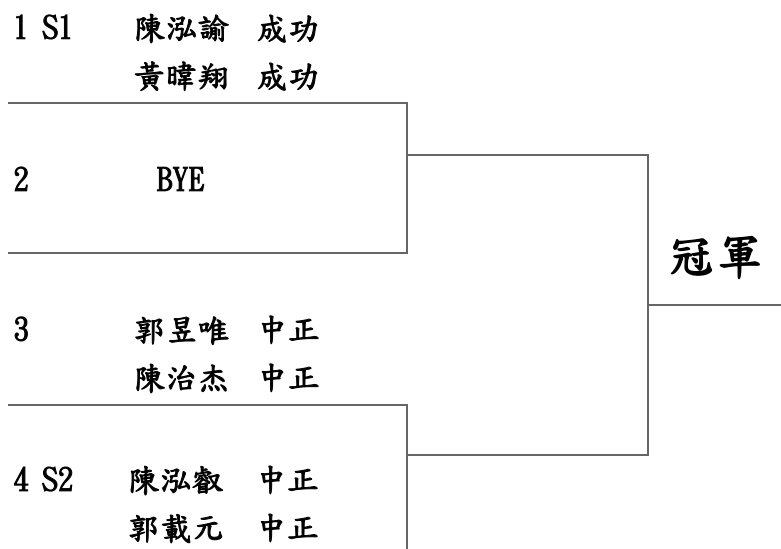 1 S1 陳泓諭 成功
黃暐翔 成功
2 BYE
冠軍
3 郭昱唯 中正
陳治杰 中正
4 S2 陳泓叡 中正
郭載元 中正